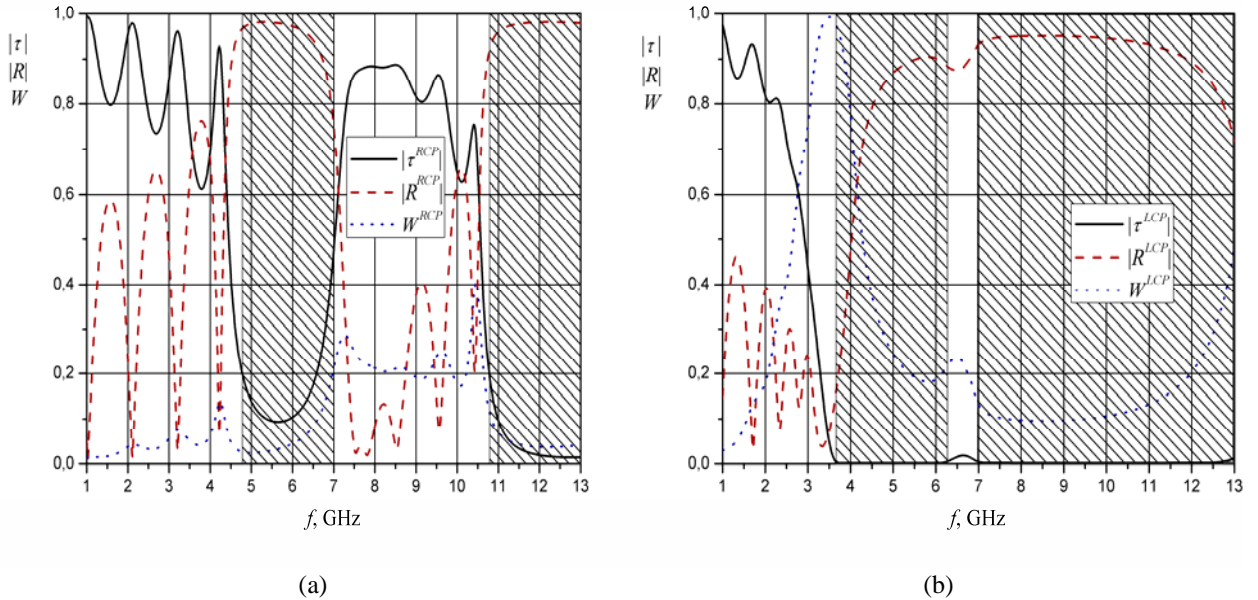 |τ|
|R|
W
1,0
0,8
0,6
0,4
0,2
0,0
|τ^RCP|
|R^RCP|
W^RCP
1 2 3 4 5 6 7 8 9 10 11 12 13
f, GHz
(a)
|τ|
|R|
W
1,0
0,8
0,6
0,4
0,2
0,0
|τ^LCP|
|R^LCP|
W^LCP
1 2 3 4 5 6 7 8 9 10 11 12 13
f, GHz
(b)